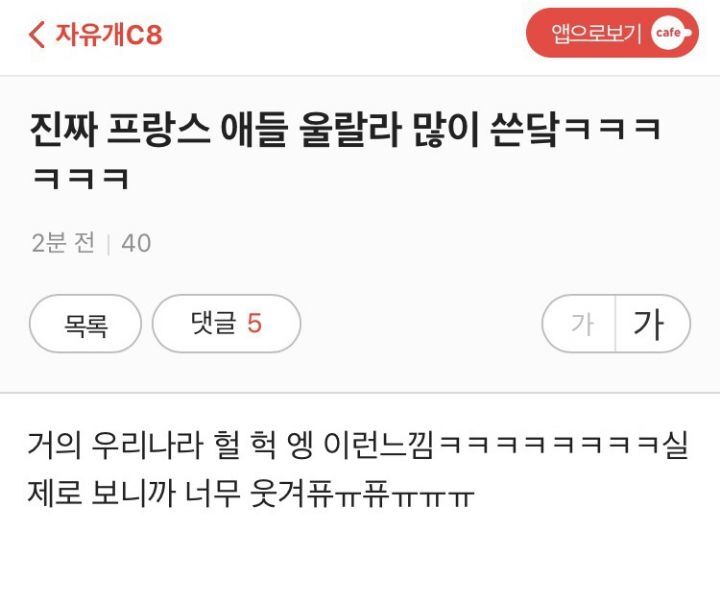 자유개C8
앱으로보기 cafe
진짜 프랑스 애들 울랄라 많이 쓴닼ㅋㅋㅋ
ㅋㅋㅋ
2분 전 | 40
목록 댓글 5 가 가
거의 우리나라 헐 헉 엥 이런느낌ㅋㅋㅋㅋㅋㅋㅋㅋ실
제로 보니까 너무 웃겨퓨ㅠ퓨ㅠㅠㅠ